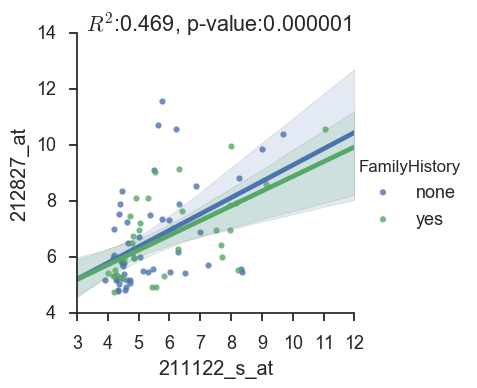 R²:0.469, p-value:0.000001
14
12
10
8
6
4
212827_at
3 4 5 6 7 8 9 10 11 12
211122_s_at
FamilyHistory
none
yes